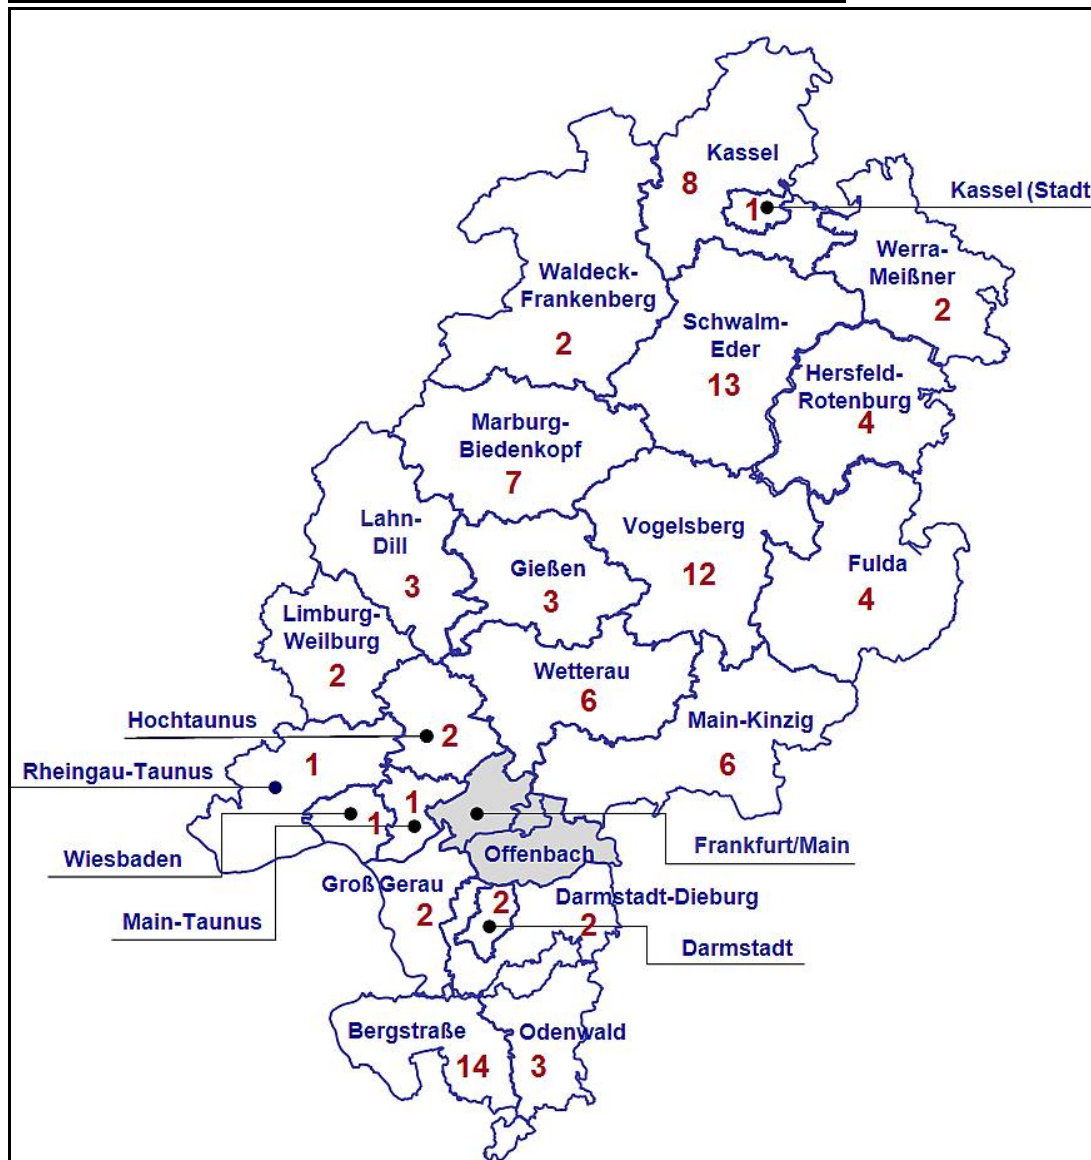 Kassel
8
Kassel (Stadt
1
Werra-
Meißner
2
Waldeck-
Frankenberg
2
Schwalm-
Eder
13
Hersfeld-
Rotenburg
4
Marburg-
Biedenkopf
7
Lahn-
Dill
3
Gießen
3
Vogelsberg
12
Fulda
4
Limburg-
Weilburg
2
Wetterau
6
Main-Kinzig
6
Hochtaunus
2
Rheingau-Taunus
1
1
1
Wiesbaden
Frankfurt/Main
Offenbach
Main-Taunus
Groß Gerau
2
2
Darmstadt-Dieburg
2
Darmstadt
Bergstraße
14
Odenwald
3